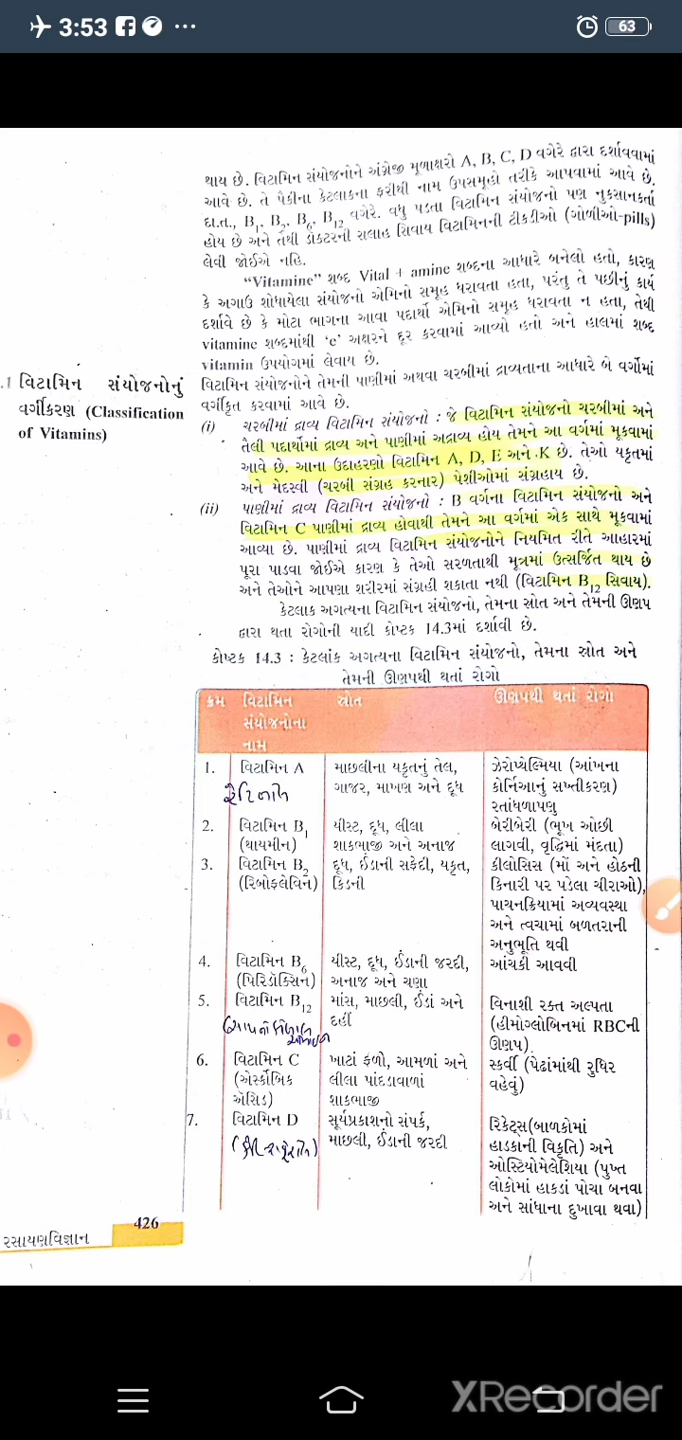 3:53
63
થાય છે. વિટામિન સંયોજનોને અંગ્રેજી મૂળાક્ષરો A, B, C, D વગેરે દ્વારા દર્શાવવામાં
આવે છે. તે પૈકીના કેટલાકના ફરીથી નામ ઉપસમૂહો તરીકે આપવામાં આવે છે.
દા.ત., B1, B2, B6, B12 વગેરે. વધુ પડતા વિટામિન સંયોજનો પણ નુકસાનકર્તા
હોય છે અને તેથી ડૉક્ટરની સલાહ સિવાય વિટામિનની ટીકડીઓ (ગોળીઓ-pills)
લેવી જોઈએ નહિ.
“Vitamine” શબ્દ Vital + amine શબ્દના આધારે બનેલો હતો, કારણ
કે અગાઉ શોધાયેલા સંયોજનો એમિનો સમૂહ ધરાવતા હતા, પરંતુ તે પછીનું કાર્ય
દર્શાવે છે કે મોટા ભાગના આવા પદાર્થો એમિનો સમૂહ ધરાવતા ન હતા, તેથી
vitamine શબ્દમાંથી ‘e’ અક્ષરને દૂર કરવામાં આવ્યો હતો અને હાલમાં શબ્દ
vitamin ઉપયોગમાં લેવાય છે.
.1 વિટામિન સંયોજનોનું
વર્ગીકરણ (Classification
of Vitamins)
વિટામિન સંયોજનોને તેમની પાણીમાં અથવા ચરબીમાં દ્રાવ્યતાના આધારે બે વર્ગોમાં
વર્ગીકૃત કરવામાં આવે છે.
(i) ચરબીમાં દ્રાવ્ય વિટામિન સંયોજનો : જે વિટામિન સંયોજનો ચરબીમાં અને
તૈલી પદાર્થોમાં દ્રાવ્ય અને પાણીમાં અદ્રાવ્ય હોય તેમને આ વર્ગમાં મૂકવામાં
આવે છે. આના ઉદાહરણો વિટામિન A, D, E અને K છે. તેઓ યકૃતમાં
અને મેદસ્વી (ચરબી સંગ્રહ કરનાર) પેશીઓમાં સંગ્રહાય છે.
(ii) પાણીમાં દ્રાવ્ય વિટામિન સંયોજનો : B વર્ગના વિટામિન સંયોજનો અને
વિટામિન C પાણીમાં દ્રાવ્ય હોવાથી તેમને આ વર્ગમાં એક સાથે મૂકવામાં
આવ્યા છે. પાણીમાં દ્રાવ્ય વિટામિન સંયોજનોને નિયમિત રીતે આહારમાં
પૂરા પાડવા જોઈએ કારણ કે તેઓ સરળતાથી મૂત્રમાં ઉત્સર્જિત થાય છે
અને તેઓને આપણા શરીરમાં સંગ્રહી શકાતા નથી (વિટામિન B12 સિવાય).
કેટલાક અગત્યના વિટામિન સંયોજનો, તેમના સ્રોત અને તેમની ઊણપ
દ્વારા થતા રોગોની યાદી કોષ્ટક 14.3માં દર્શાવી છે.
કોષ્ટક 14.3 : કેટલાંક અગત્યના વિટામિન સંયોજનો, તેમના સ્રોત અને
તેમની ઊણપથી થતાં રોગો
ક્રમ વિટામિન સ્રોત ઊણપથી થતાં રોગો
સંયોજનોના
નામ
1. વિટામિન A માછલીના યકૃતનું તેલ, ઝેરોપ્થેલ્મિયા (આંખના
ગાજર, માખણ અને દૂધ કોર્નિઆનું સખ્તીકરણ)
રતાંધળાપણુ
2. વિટામિન B1 યીસ્ટ, દૂધ, લીલા બેરીબેરી (ભૂખ ઓછી
(થાયમીન) શાકભાજી અને અનાજ લાગવી, વૃદ્ધિમાં મંદતા)
3. વિટામિન B2 દૂધ, ઈંડાની સફેદી, યકૃત, કીલોસિસ (મોં અને હોઠની
(રિબોફ્લેવિન) કિડની કિનારી પર પડેલા ચીરાઓ),
પાચનક્રિયામાં અવ્યવસ્થા
અને ત્વચામાં બળતરાની
અનુભૂતિ થવી
4. વિટામિન B6 યીસ્ટ, દૂધ, ઈંડાની જરદી, આંચકી આવવી
(પિરિડૉક્સિન) અનાજ અને ચણા
5. વિટામિન B12 માંસ, માછલી, ઈંડાં અને વિનાશી રક્ત અલ્પતા
દહીં (હીમોગ્લોબિનમાં RBCની
ઊણપ)
6. વિટામિન C ખાટાં ફળો, આમળાં અને સ્કર્વી (પેઢાંમાંથી રુધિર
(એસ્કોર્બિક લીલા પાંદડાવાળાં વહેવું)
ઍસિડ) શાકભાજી
7. વિટામિન D સૂર્યપ્રકાશનો સંપર્ક, રિકેટ્સ(બાળકોમાં
માછલી, ઈંડાની જરદી હાડકાની વિકૃતિ) અને
ઓસ્ટિયોમેલેશિયા (પુખ્ત
લોકોમાં હાકડાં પોચા બનવા
અને સાંધાના દુખાવા થવા)
426
રસાયણવિજ્ઞાન
XRecorder